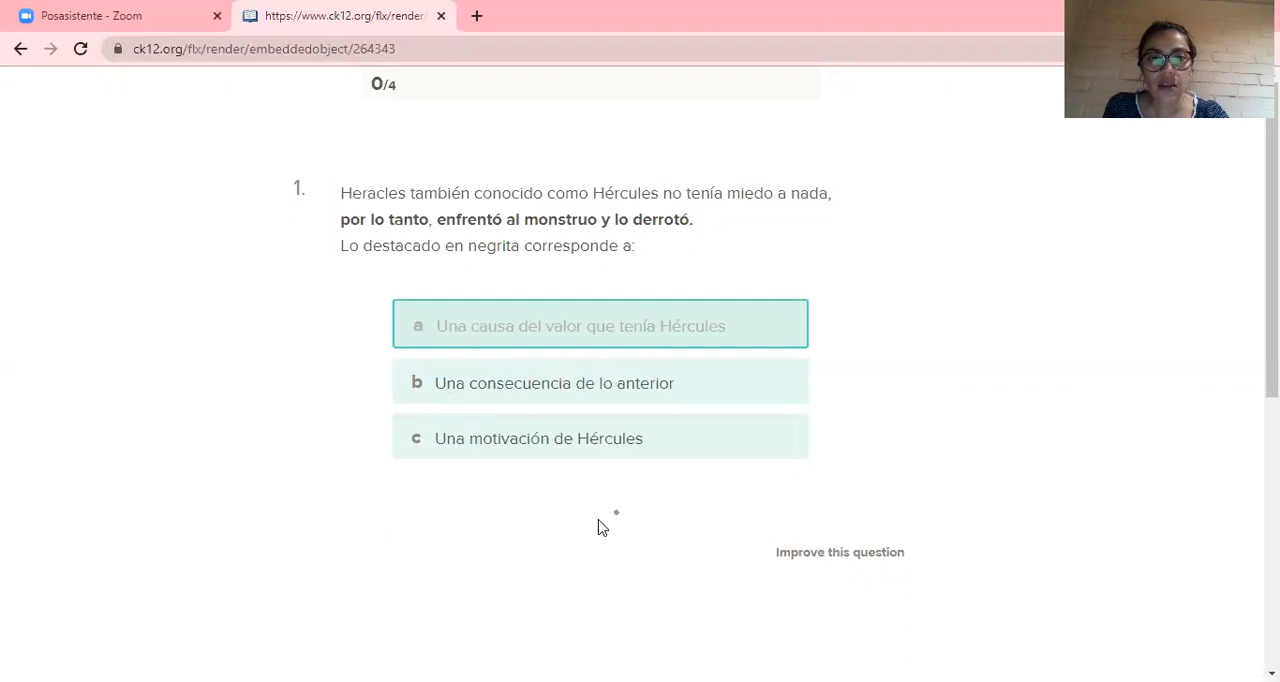 Posasistente - Zoom
https://www.ck12.org/flx/render/
ck12.org/flx/render/embeddedobject/264343
0/4
1.
Heracles también conocido como Hércules no tenía miedo a nada,
por lo tanto, enfrentó al monstruo y lo derrotó.
Lo destacado en negrita corresponde a:
a Una causa del valor que tenía Hércules
b Una consecuencia de lo anterior
c Una motivación de Hércules
Improve this question